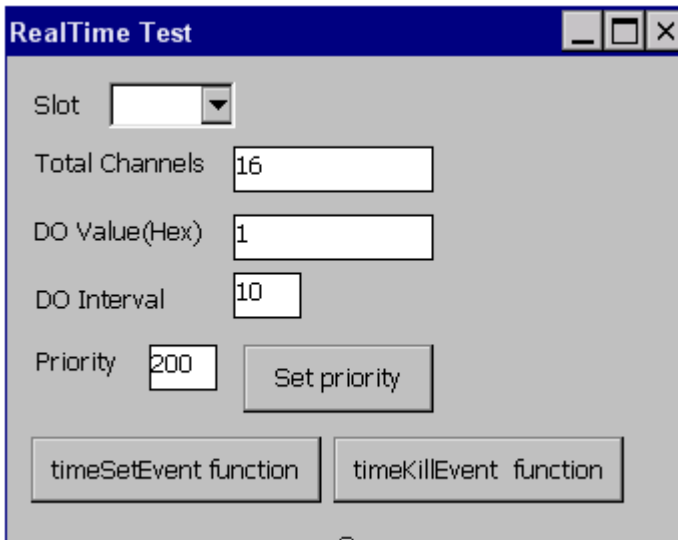 RealTime Test
Slot
Total Channels 16
DO Value(Hex) 1
DO Interval 10
Priority 200 Set priority
timeSetEvent function timeKillEvent function